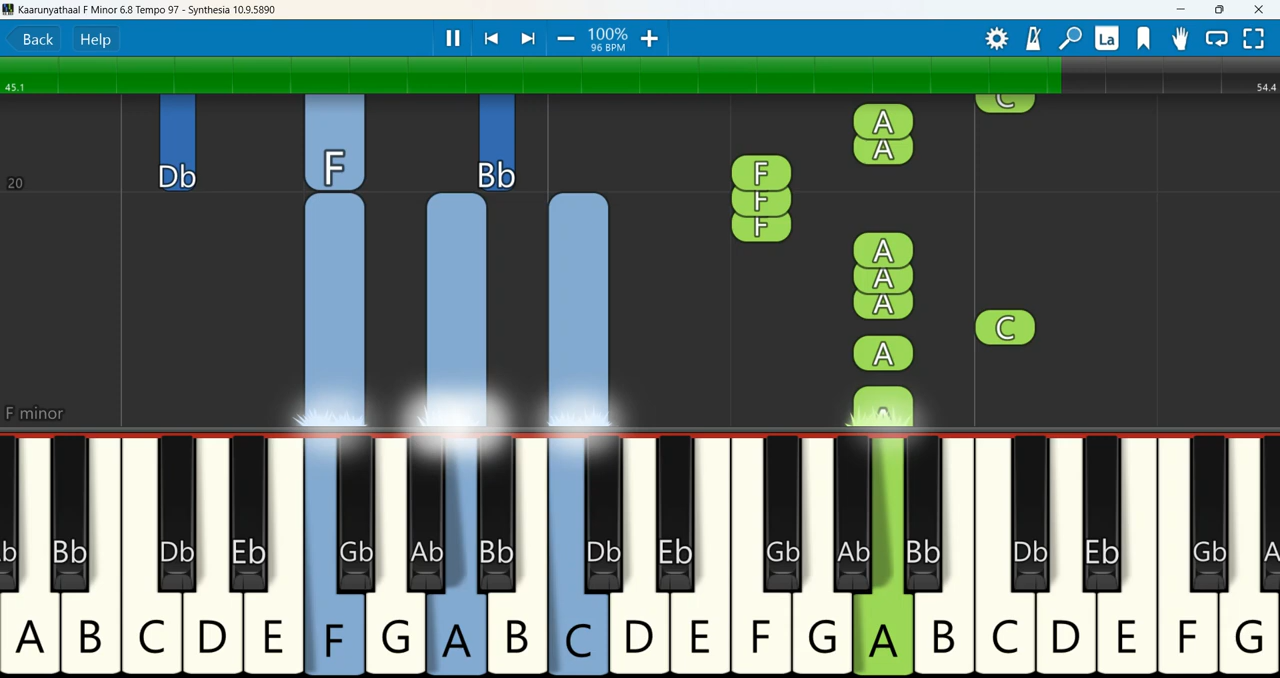 Kaarunyathaal F Minor 6.8 Tempo 97 - Synthesia 10.9.5890
Back Help 100% La
96 BPM
45.1 54.4
C
A
A
F
Db F Bb
20
F
F
A
A
A
C
A
F minor A
b Bb Db Eb Gb Ab Bb Db Eb Gb Ab Bb Db Eb Gb A
A B C D E F G A B C D E F G A B C D E F G